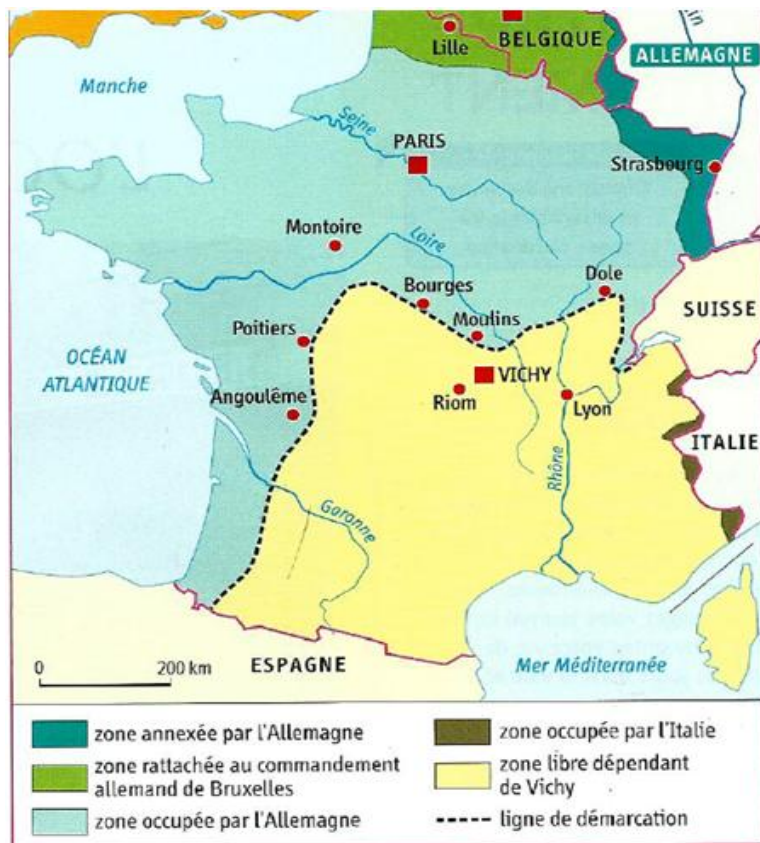 BELGIQUE
Lille
ALLEMAGNE
Manche
Seine
PARIS
Strasbourg
Montoire
Loire
Bourges
Dole
SUISSE
Poitiers
Moulins
OCÉAN
ATLANTIQUE
VICHY
Angoulême
Riom
Lyon
ITALIE
Rhône
Garonne
0
200 km
ESPAGNE
Mer Méditerranée
zone annexée par l'Allemagne
zone rattachée au commandement
allemand de Bruxelles
zone occupée par l'Allemagne
zone occupée par l'Italie
zone libre dépendant
de Vichy
ligne de démarcation